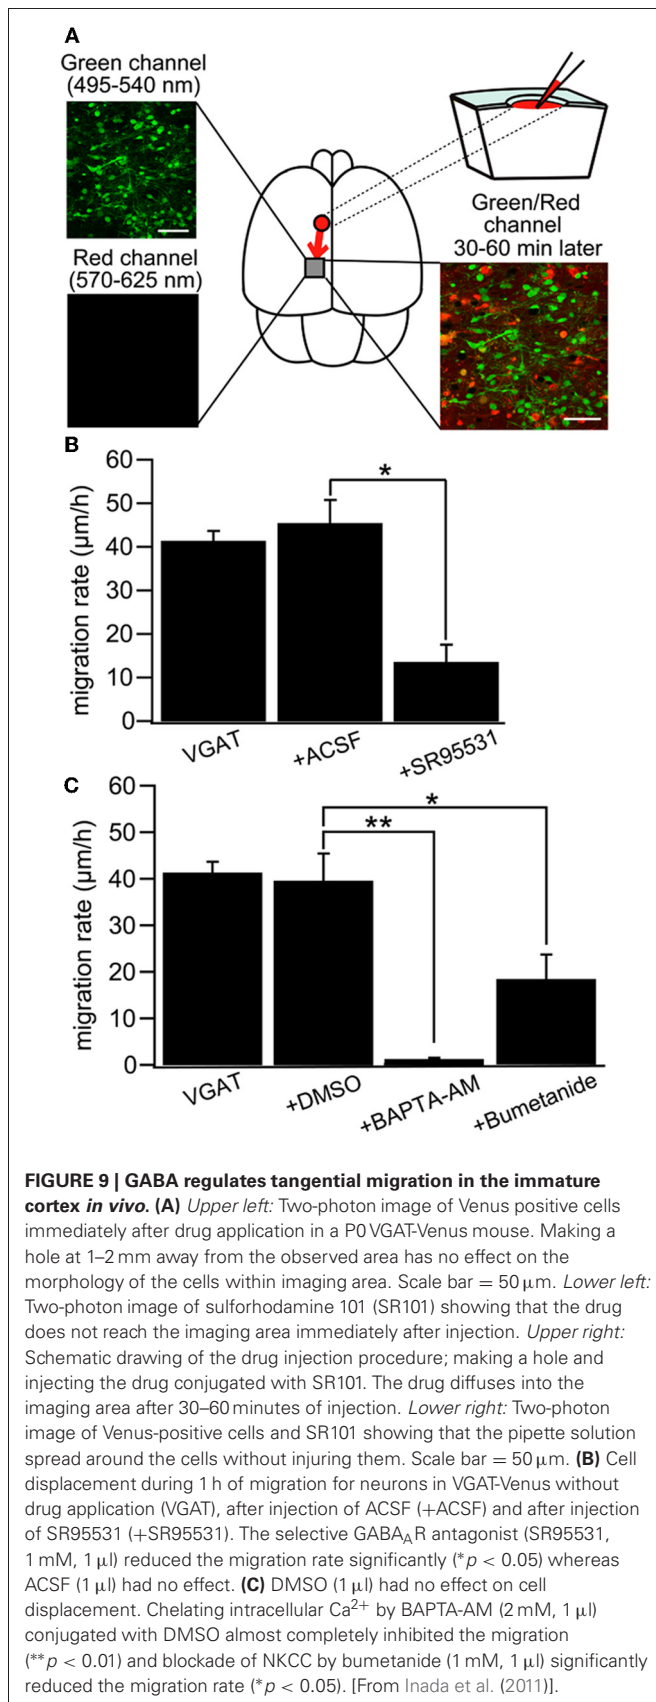 A
Green channel
(495-540 nm)
Red channel
(570-625 nm)
Green/Red
channel
30-60 min later
B
migration rate (µm/h)
60
50
40
30
20
10
0
*
VGAT
+ACSF
+SR95531
C
migration rate (µm/h)
60
50
40
30
20
10
0
*
**
VGAT
+DMSO
+BAPTA-AM
+Bumetanide
FIGURE 9 | GABA regulates tangential migration in the immature
cortex in vivo. (A) Upper left: Two-photon image of Venus positive cells
immediately after drug application in a P0 VGAT-Venus mouse. Making a
hole at 1–2 mm away from the observed area has no effect on the
morphology of the cells within imaging area. Scale bar = 50 µm. Lower left:
Two-photon image of sulforhodamine 101 (SR101) showing that the drug
does not reach the imaging area immediately after injection. Upper right:
Schematic drawing of the drug injection procedure; making a hole and
injecting the drug conjugated with SR101. The drug diffuses into the
imaging area after 30–60 minutes of injection. Lower right: Two-photon
image of Venus-positive cells and SR101 showing that the pipette solution
spread around the cells without injuring them. Scale bar = 50 µm. (B) Cell
displacement during 1 h of migration for neurons in VGAT-Venus without
drug application (VGAT), after injection of ACSF (+ACSF) and after injection
of SR95531 (+SR95531). The selective GABA_AR antagonist (SR95531,
1 mM, 1 µl) reduced the migration rate significantly (*p < 0.05) whereas
ACSF (1 µl) had no effect. (C) DMSO (1 µl) had no effect on cell
displacement. Chelating intracellular Ca²⁺ by BAPTA-AM (2 mM, 1 µl)
conjugated with DMSO almost completely inhibited the migration
(**p < 0.01) and blockade of NKCC by bumetanide (1 mM, 1 µl) significantly
reduced the migration rate (*p < 0.05). [From Inada et al. (2011)].